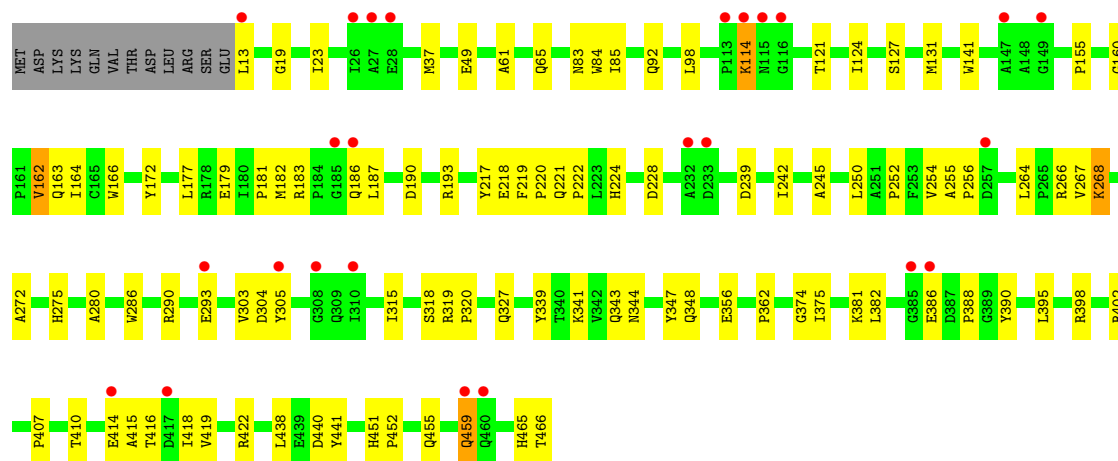 MET ASP LYS LYS GLN VAL THR ASP LEU ARG SER GLU L13 G19 I23 I26 A27 E28 M37 E49 A61 Q65 N83 W84 I85 Q92 L98 P113 K114 N115 G116 T121 I124 S127 M131 W141 A147 A148 G149 P155
P161 V162 Q163 I164 C165 W166 Y172 L177 R178 E179 I180 P181 M182 R183 P184 G185 Q186 L187 D190 R193 Y217 E218 F219 P220 Q221 P222 L223 H224 D228 A232 D233 D239 I242 A245 L250 A251 P252 F253 V254 A255 P256 D257 L264 P265 R266 V267 K268
A272 H275 A280 W286 R290 E293 V303 D304 Y305 G308 Q309 I310 I315 S318 R319 P320 Q327 Y339 T340 K341 V342 Q343 N344 Y347 Q348 E356 P362 G374 I375 K381 L382 G385 E386 D387 P388 G389 Y390 L395 R398
P407 T410 E414 A415 T416 D417 I418 V419 R422 L438 E439 D440 Y441 H451 P452 Q455 Q459 Q460 H465 T466